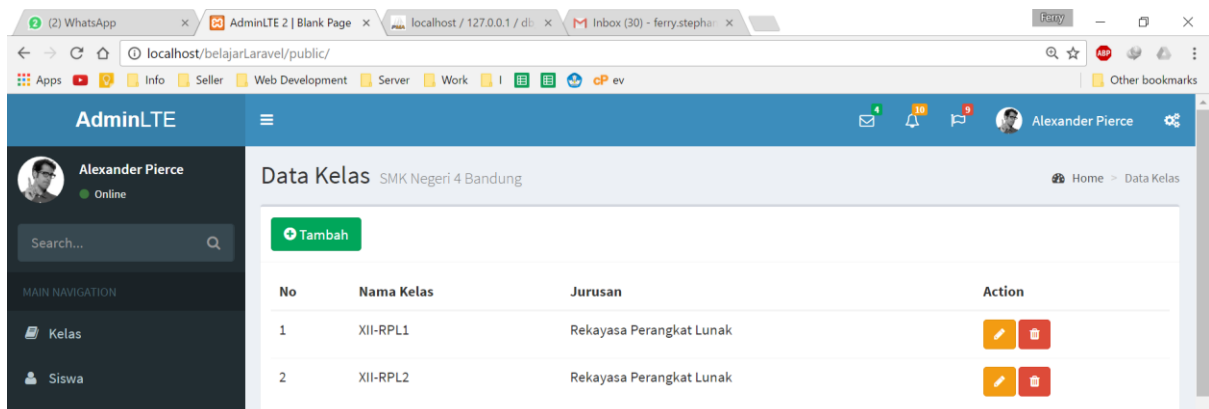 (2) WhatsApp
AdminLTE 2 | Blank Page
localhost / 127.0.0.1 / db
Inbox (30) - ferry.stephan
Ferry
localhost/belajarLaravel/public/
ABP
Apps Info Seller Web Development Server Work I cP ev Other bookmarks
AdminLTE 4 10 9 Alexander Pierce
Alexander Pierce
Online
Data Kelas SMK Negeri 4 Bandung Home > Data Kelas
Search...
Tambah
MAIN NAVIGATION
No Nama Kelas Jurusan Action
Kelas
1 XII-RPL1 Rekayasa Perangkat Lunak
Siswa
2 XII-RPL2 Rekayasa Perangkat Lunak